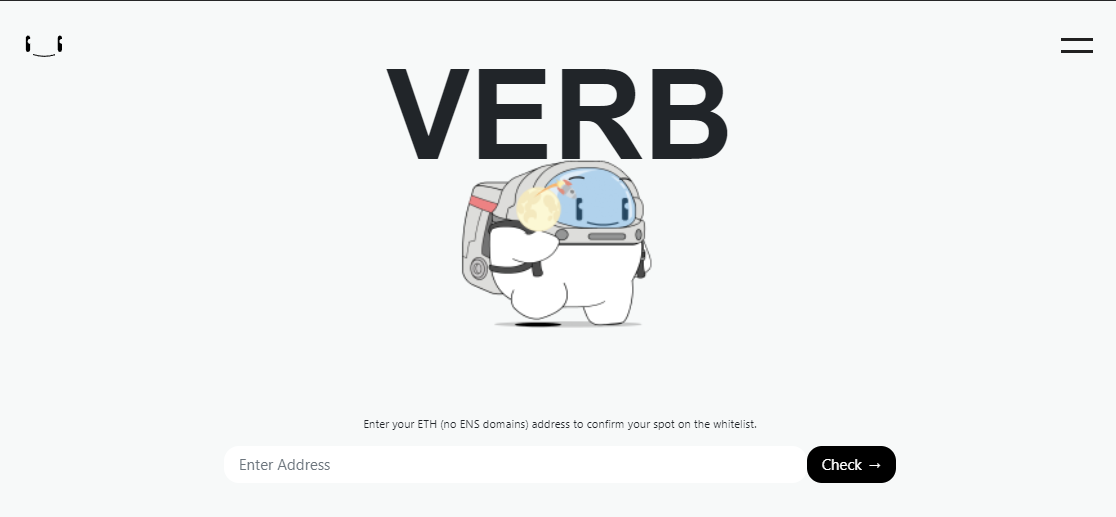 VERB
Enter your ETH (no ENS domains) address to confirm your spot on the whitelist.
Enter Address
Check →